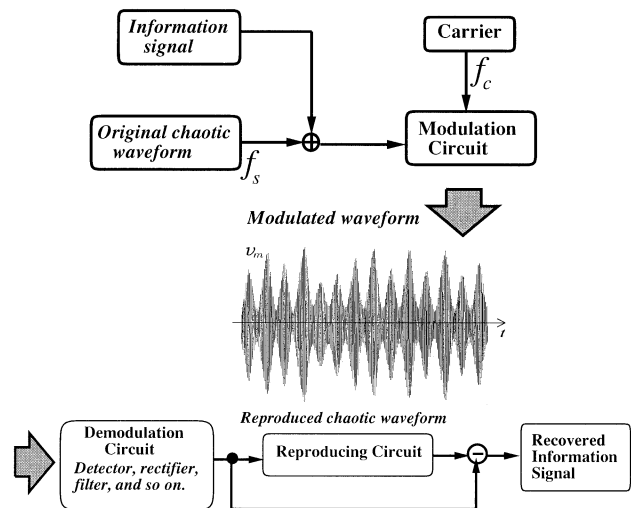 Information
signal
Carrier
f_c
Original chaotic
waveform
f_s
Modulation
Circuit
Modulated waveform
v_m
t
Reproduced chaotic waveform
Demodulation
Circuit
Detector, rectifier,
filter, and so on.
Reproducing Circuit
Recovered
Information
Signal